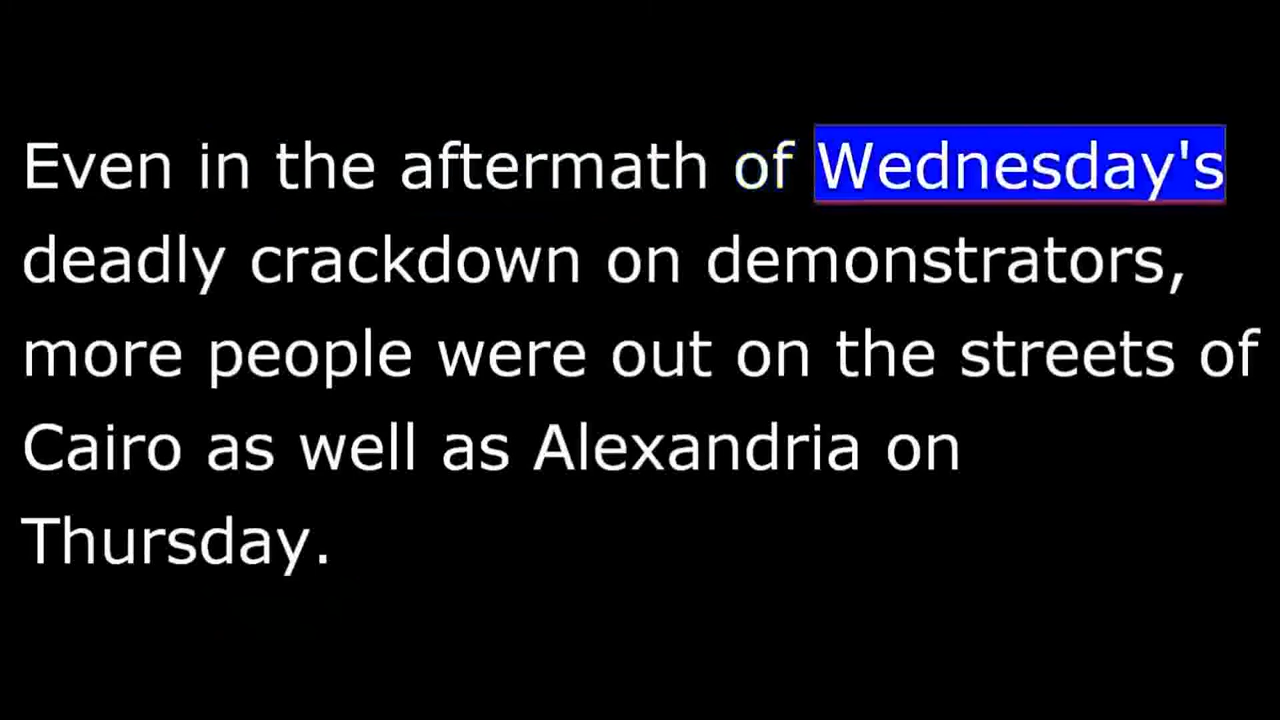 Even in the aftermath of Wednesday's
deadly crackdown on demonstrators,
more people were out on the streets of
Cairo as well as Alexandria on
Thursday.